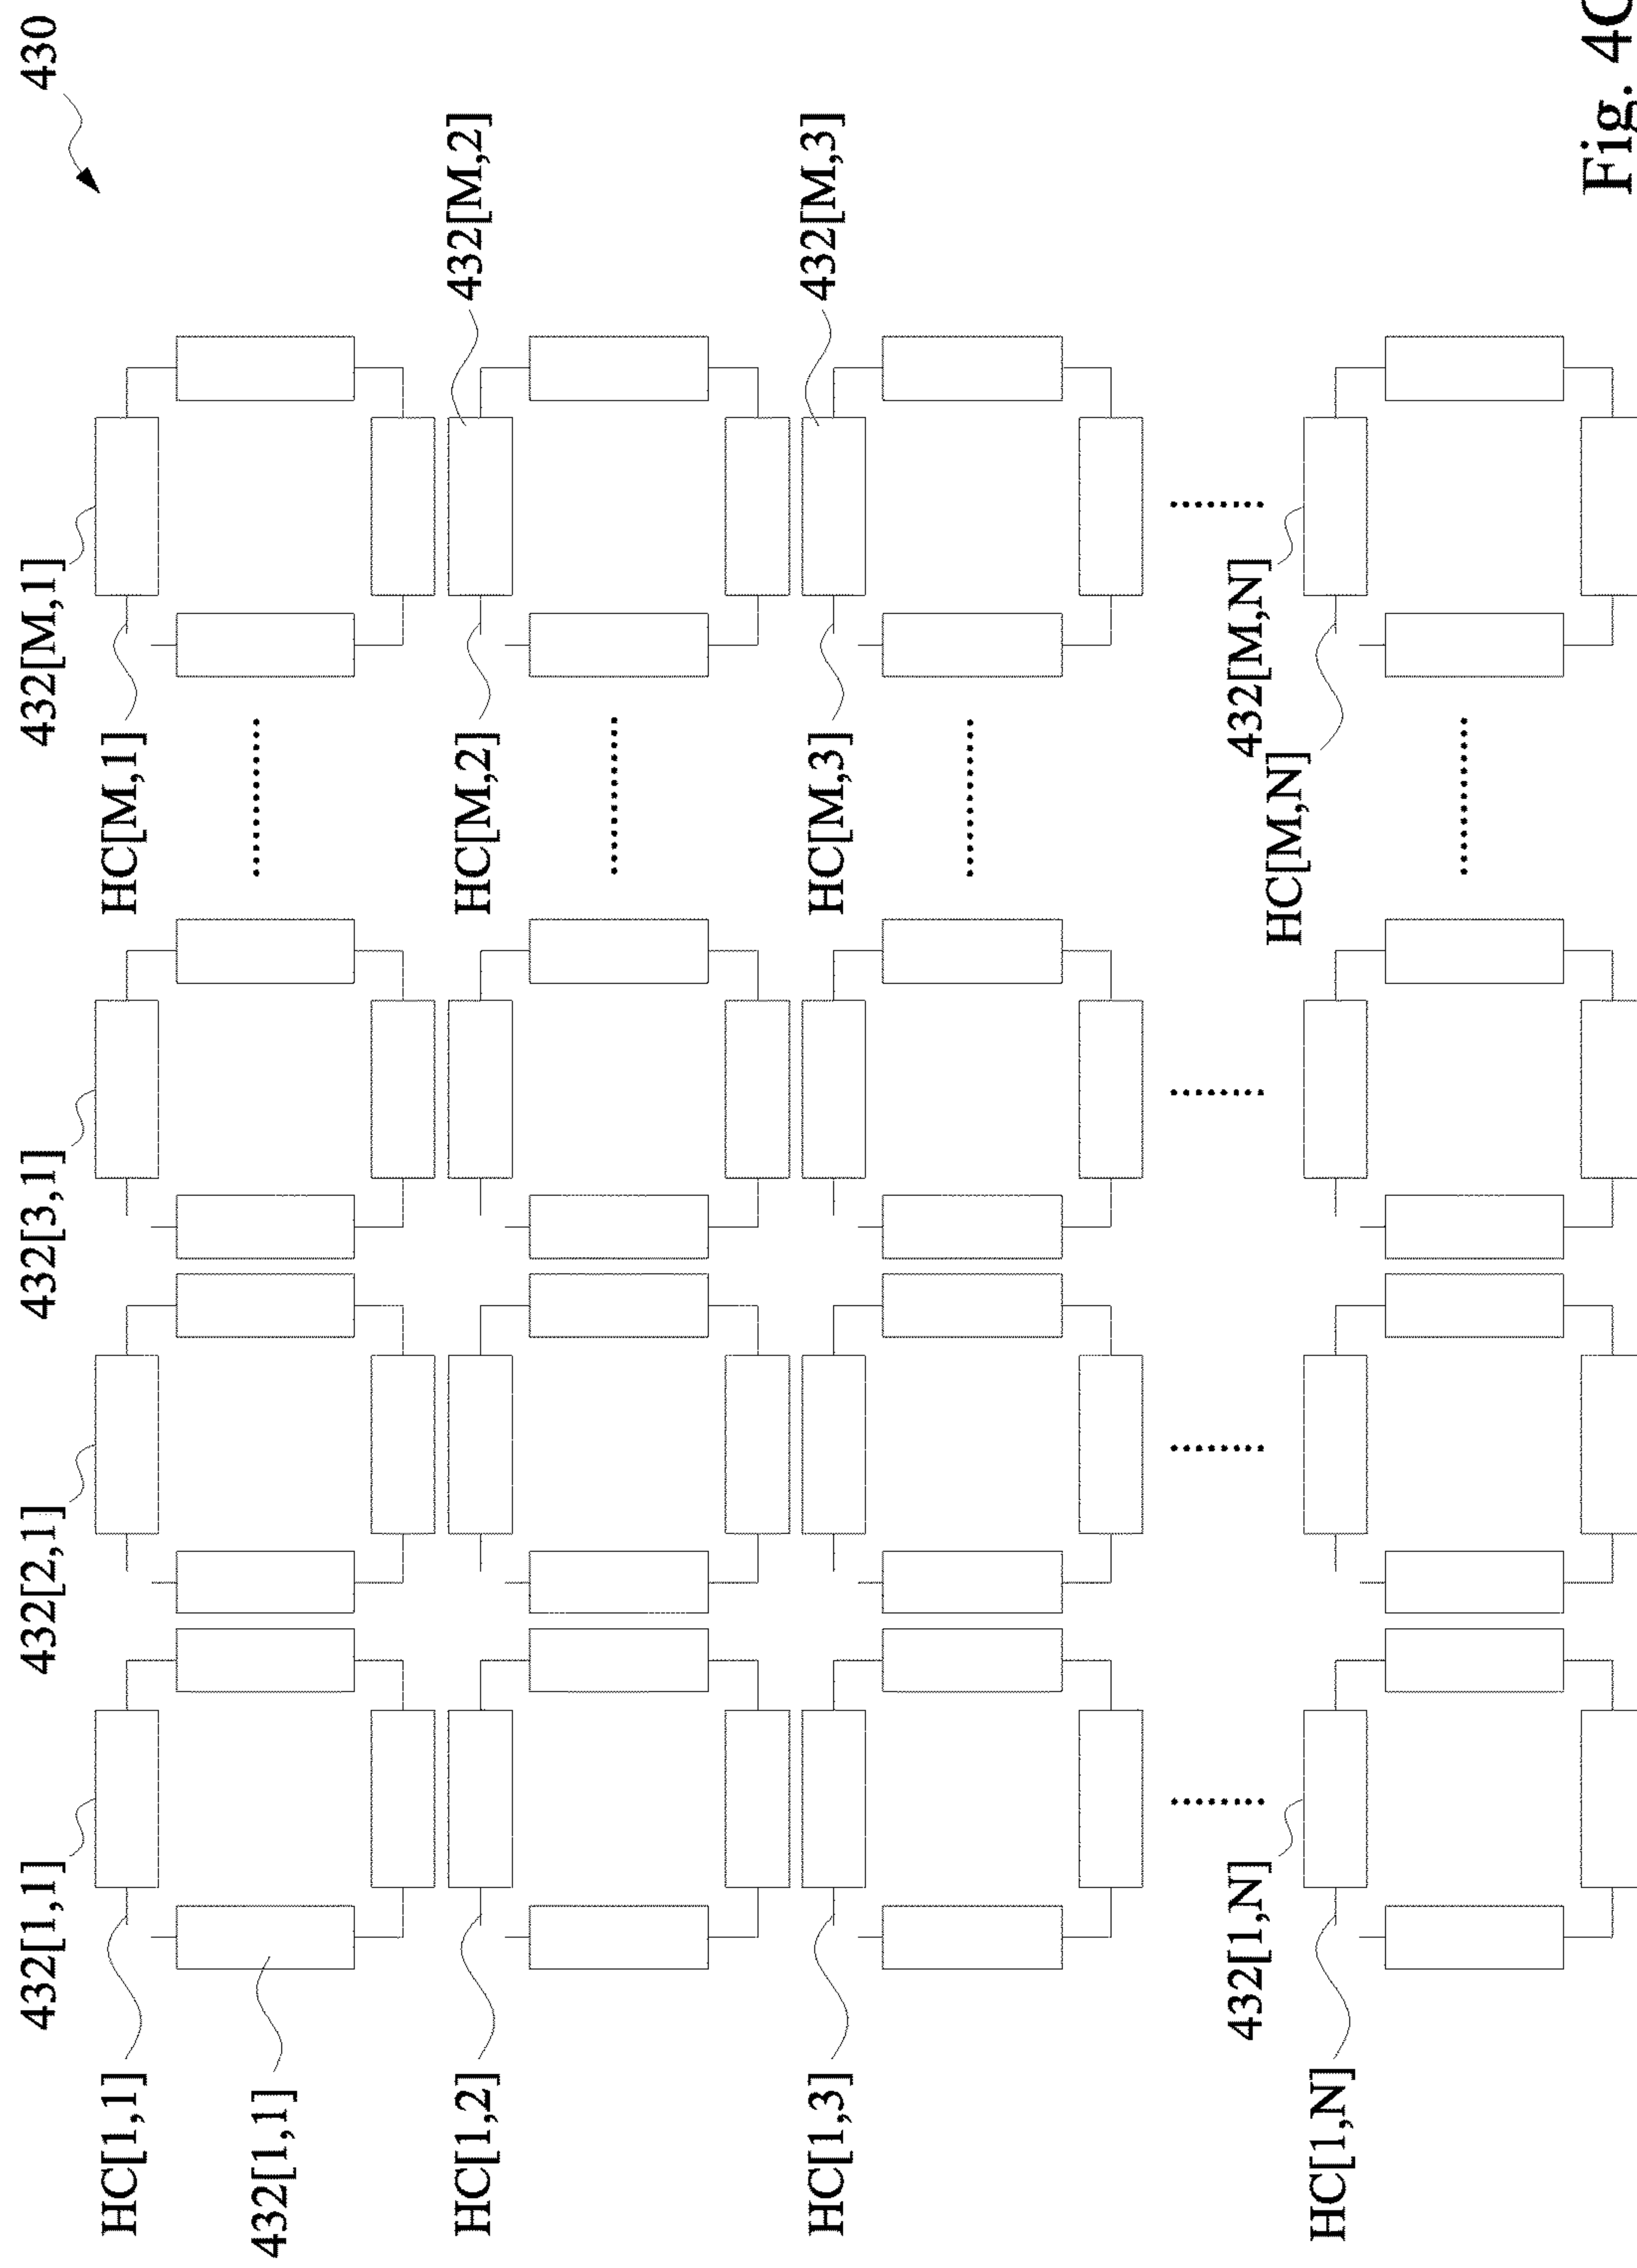 432[1,1]
432[2,1]
432[3,1]
432[M,1]
430
HC[1,1]
HC[M,1]
432[1,1]
HC[1,2]
HC[M,2]
432[M,2]
HC[1,3]
HC[M,3]
432[M,3]
432[1,N]
432[M,N]
HC[M,N]
HC[1,N]
Fig. 4C